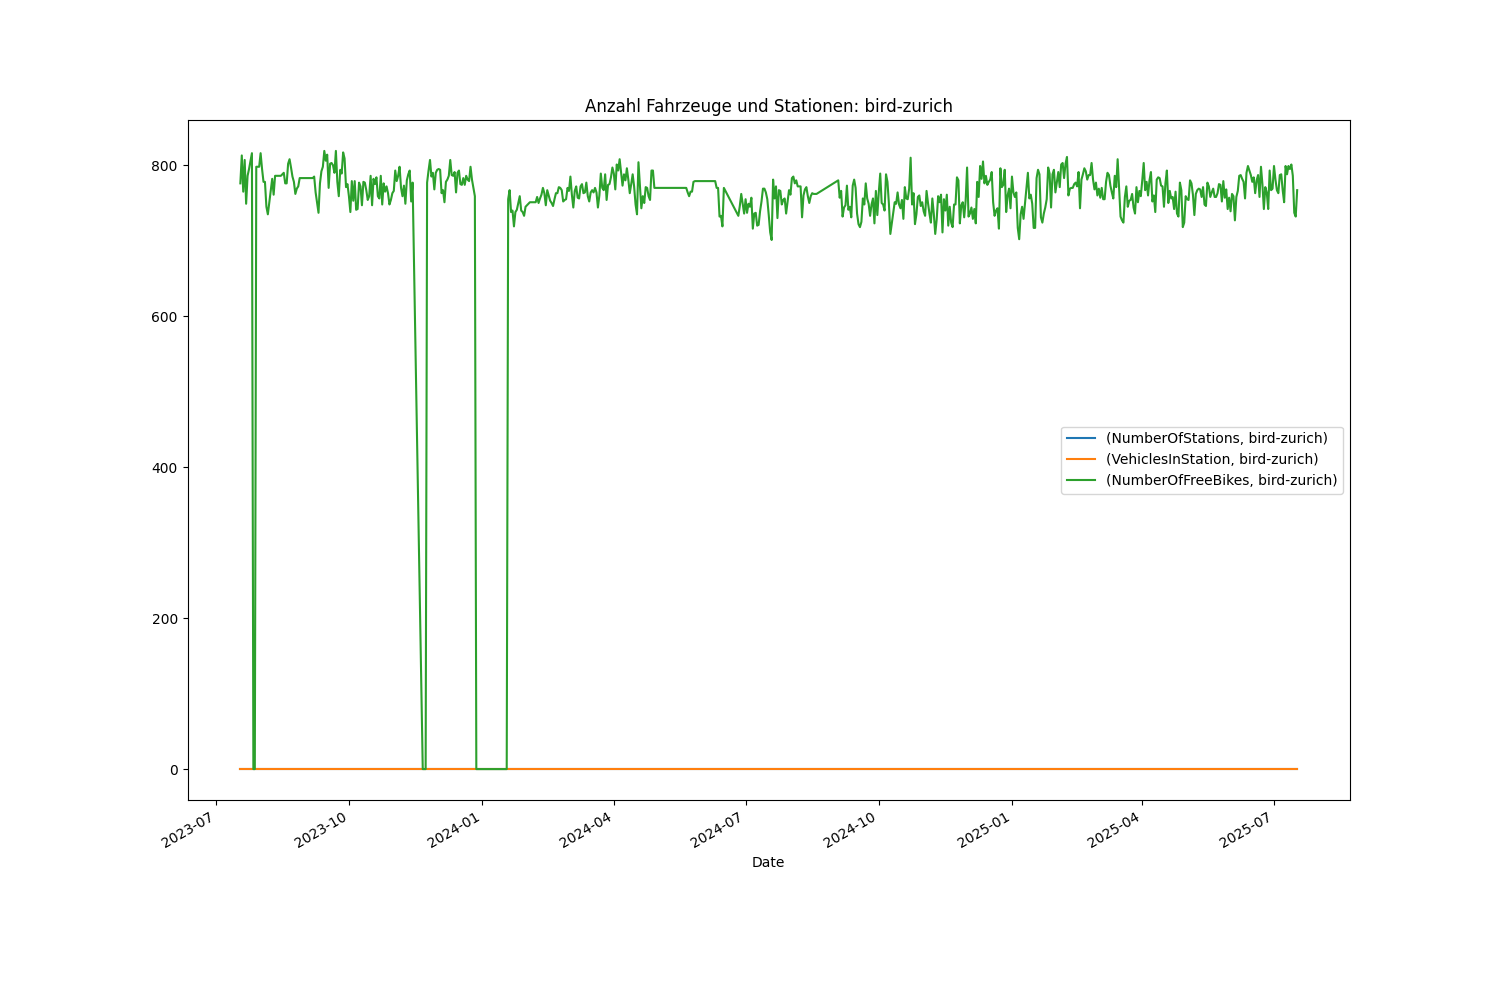 Anzahl Fahrzeuge und Stationen: bird-zurich
800
600
400
200
0
(NumberOfStations, bird-zurich)
(VehiclesInStation, bird-zurich)
(NumberOfFreeBikes, bird-zurich)
2023-07
2023-10
2024-01
2024-04
2024-07
2024-10
2025-01
2025-04
2025-07
Date